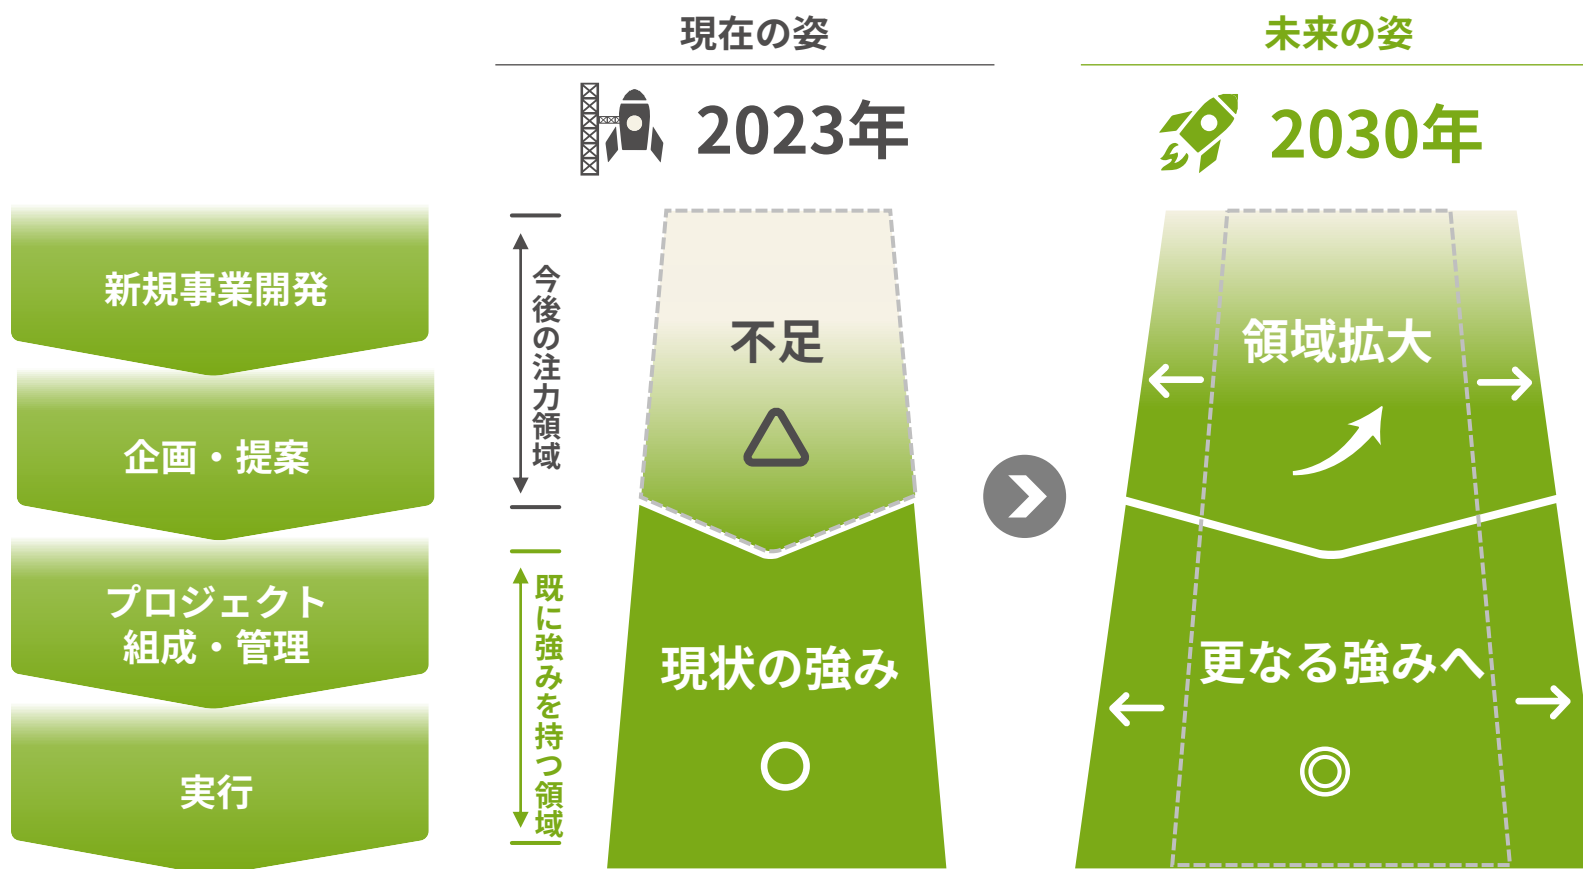 現在の姿
2023年
未来の姿
2030年
新規事業開発
企画・提案
プロジェクト
組成・管理
実行
今後の注力領域
既に強みを持つ領域
不足
現状の強み
領域拡大
更なる強みへ